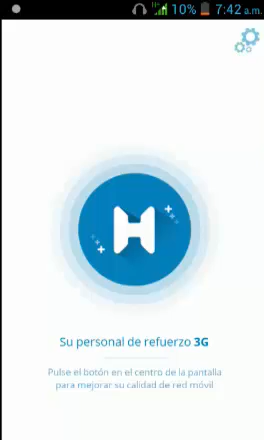 10% 7:42 a.m.
H
Su personal de refuerzo 3G
Pulse el botón en el centro de la pantalla
para mejorar su calidad de red móvil